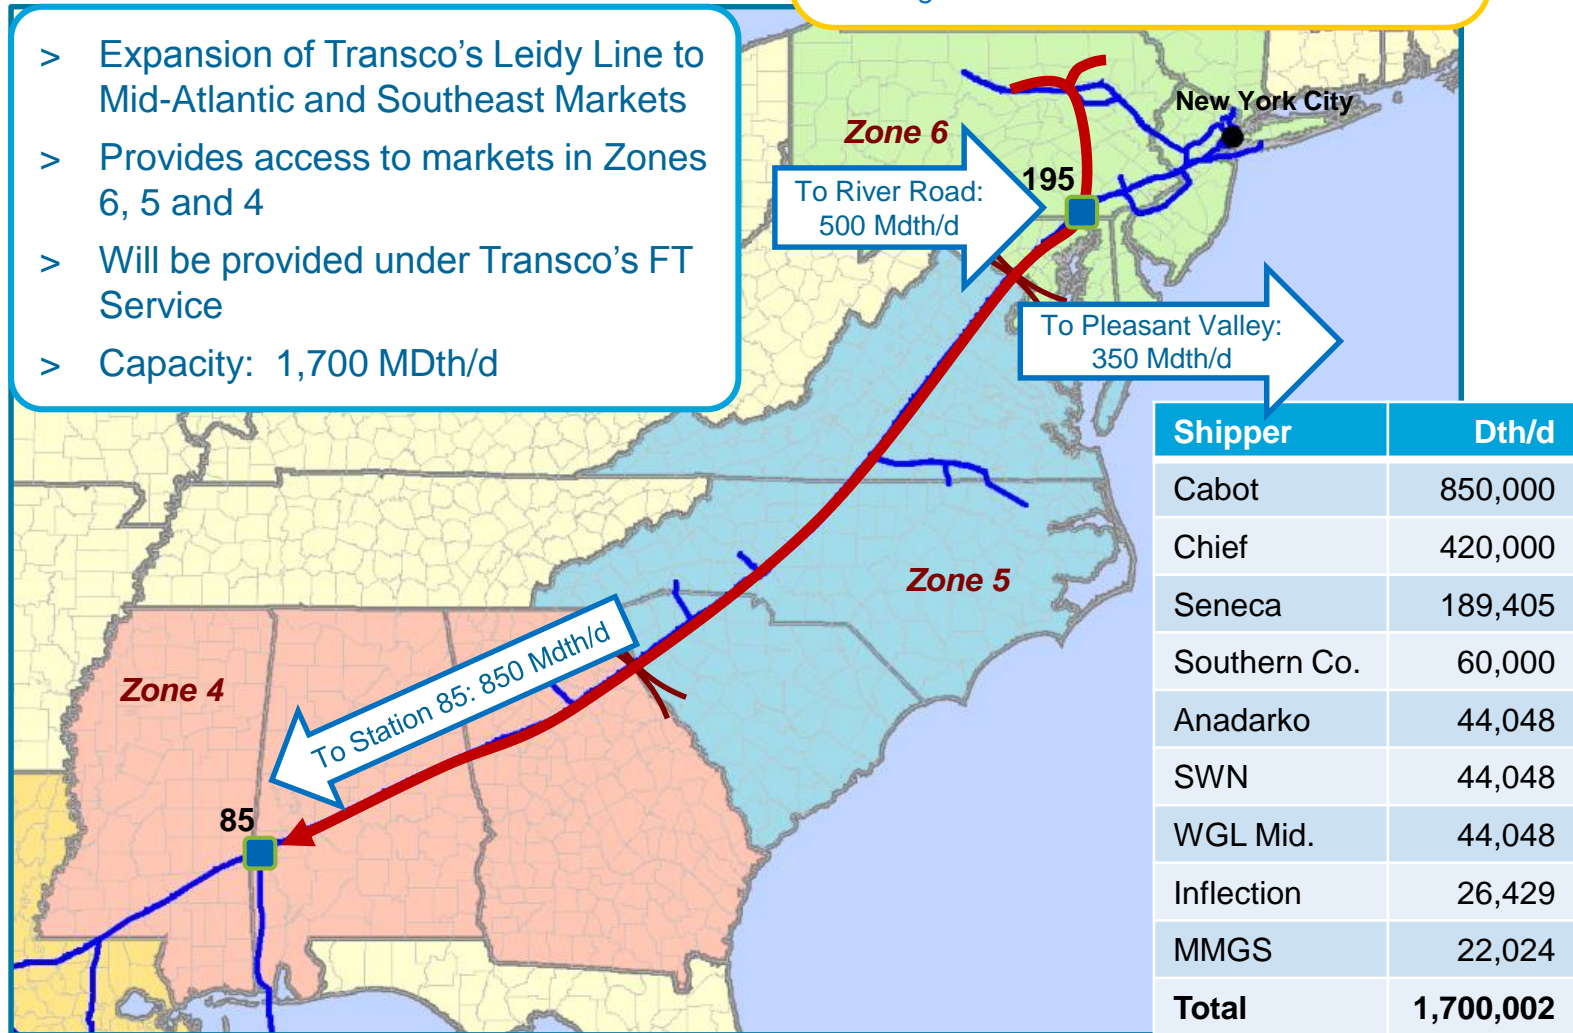 > Expansion of Transco's Leidy Line to
Mid-Atlantic and Southeast Markets
> Provides access to markets in Zones
6, 5 and 4
> Will be provided under Transco's FT
Service
> Capacity: 1,700 MDth/d
New York City
Zone 6
195
To River Road:
500 Mdth/d
To Pleasant Valley:
350 Mdth/d
Zone 5
Zone 4
To Station 85: 850 Mdth/d
85
Shipper Dth/d
Cabot 850,000
Chief 420,000
Seneca 189,405
Southern Co. 60,000
Anadarko 44,048
SWN 44,048
WGL Mid. 44,048
Inflection 26,429
MMGS 22,024
Total 1,700,002